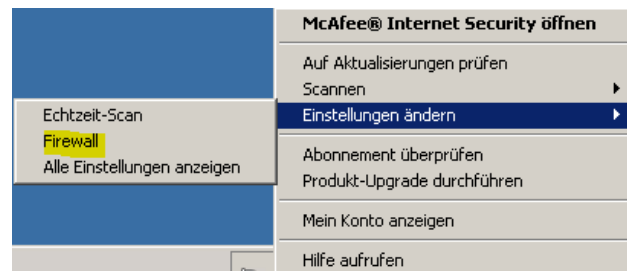 McAfee® Internet Security öffnen
Auf Aktualisierungen prüfen
Scannen
Einstellungen ändern
Echtzeit-Scan
Firewall
Alle Einstellungen anzeigen
Abonnement überprüfen
Produkt-Upgrade durchführen
Mein Konto anzeigen
Hilfe aufrufen